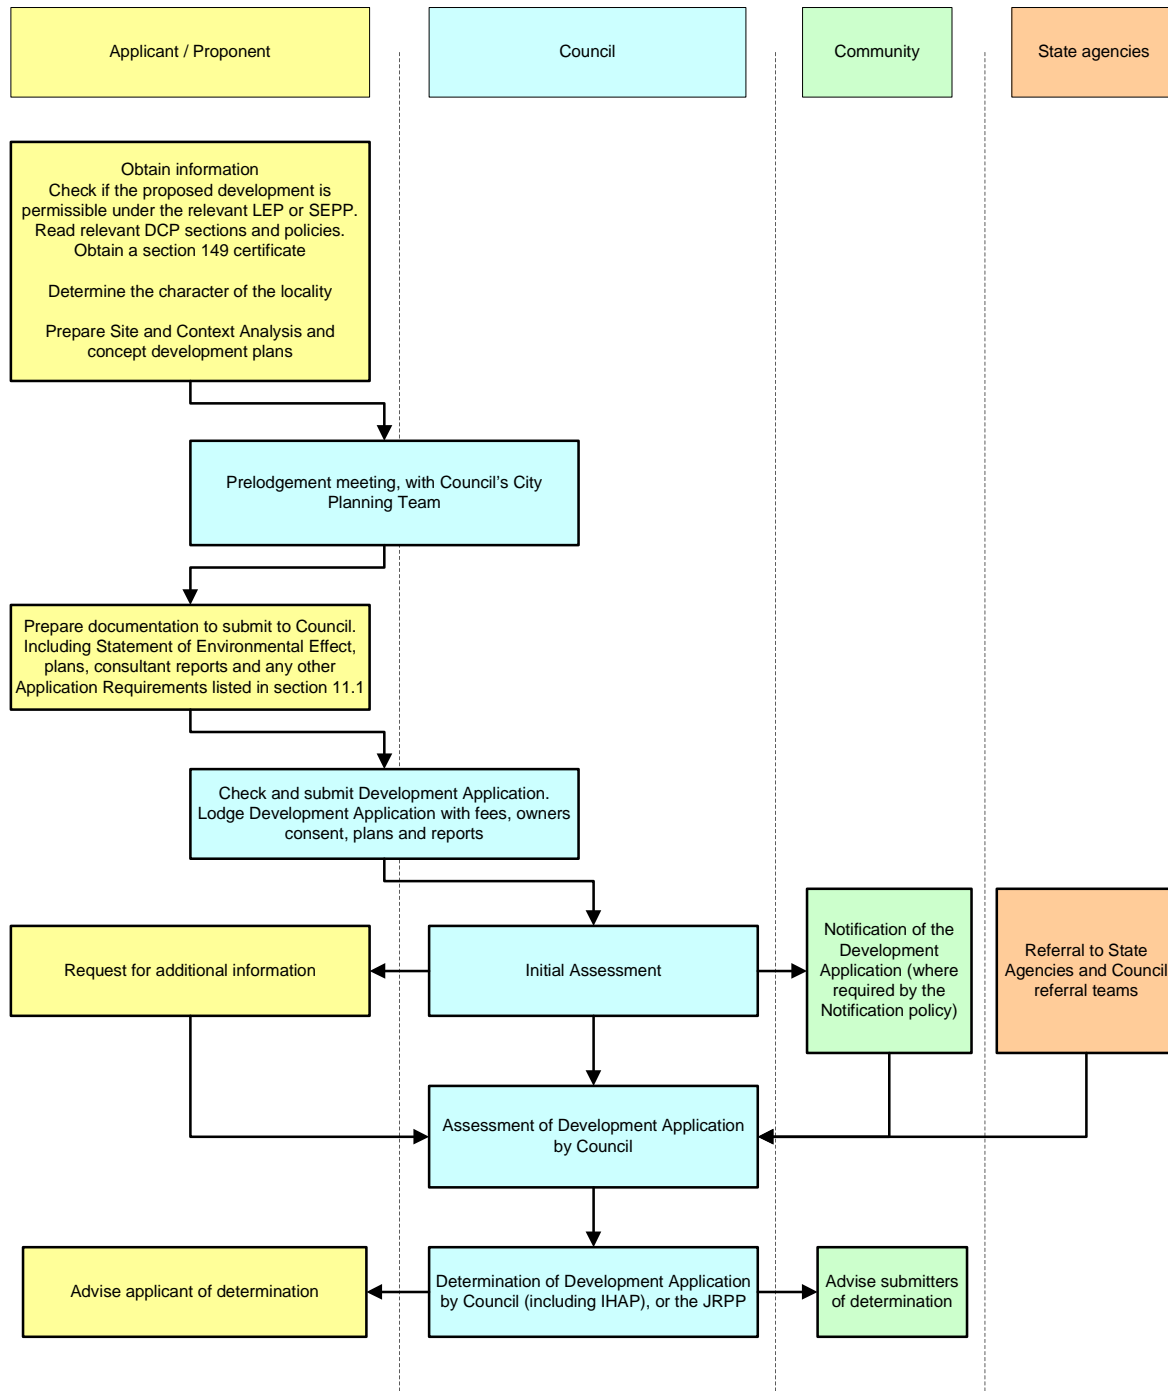 Applicant / Proponent
Council
Community
State agencies
Obtain information
Check if the proposed development is
permissible under the relevant LEP or SEPP.
Read relevant DCP sections and policies.
Obtain a section 149 certificate
Determine the character of the locality
Prepare Site and Context Analysis and
concept development plans
Prelodgement meeting, with Council's City
Planning Team
Prepare documentation to submit to Council.
Including Statement of Environmental Effect,
plans, consultant reports and any other
Application Requirements listed in section 11.1
Check and submit Development Application.
Lodge Development Application with fees, owners
consent, plans and reports
Request for additional information
Initial Assessment
Notification of the
Development
Application (where
required by the
Notification policy)
Referral to State
Agencies and Council
referral teams
Assessment of Development Application
by Council
Advise applicant of determination
Determination of Development Application
by Council (including IHAP), or the JRPP
Advise submitters
of determination